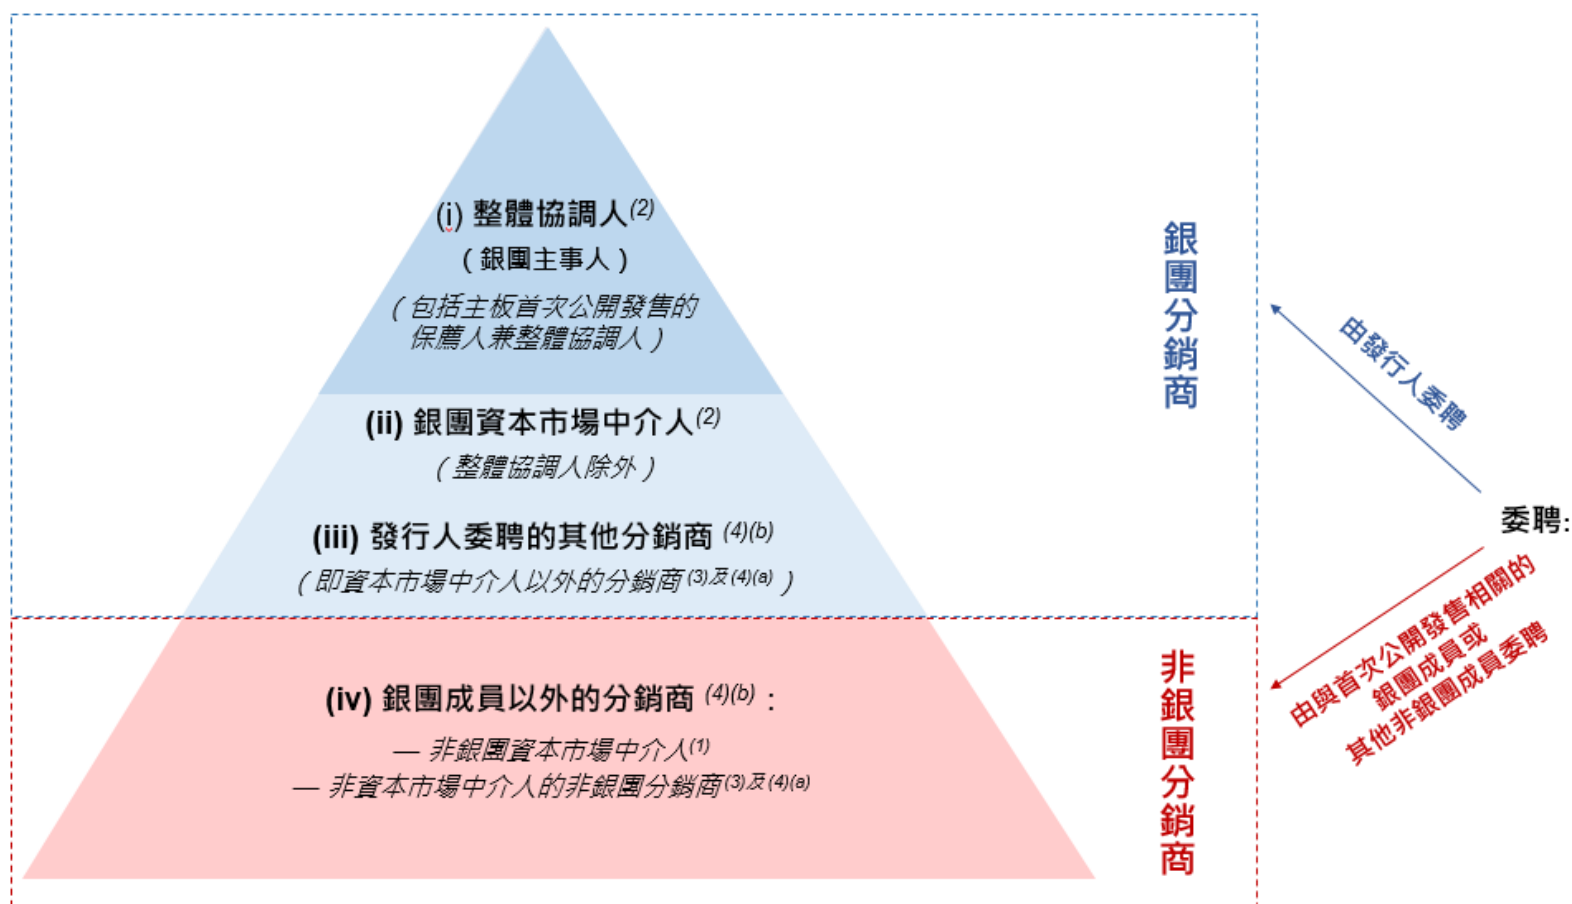 (i) 整體協調人(2)
（銀團主事人）
（包括主板首次公開發售的
保薦人兼整體協調人）
(ii) 銀團資本市場中介人(2)
（整體協調人除外）
(iii) 發行人委聘的其他分銷商 (4)(b)
（即資本市場中介人以外的分銷商 (3)及(4)(a) ）
銀團分銷商
(iv) 銀團成員以外的分銷商 (4)(b)：
— 非銀團資本市場中介人(1)
— 非資本市場中介人的非銀團分銷商(3)及(4)(a)
非銀團分銷商
由發行人委聘
委聘:
由與首次公開發售相關的
銀團成員或
其他非銀團成員委聘